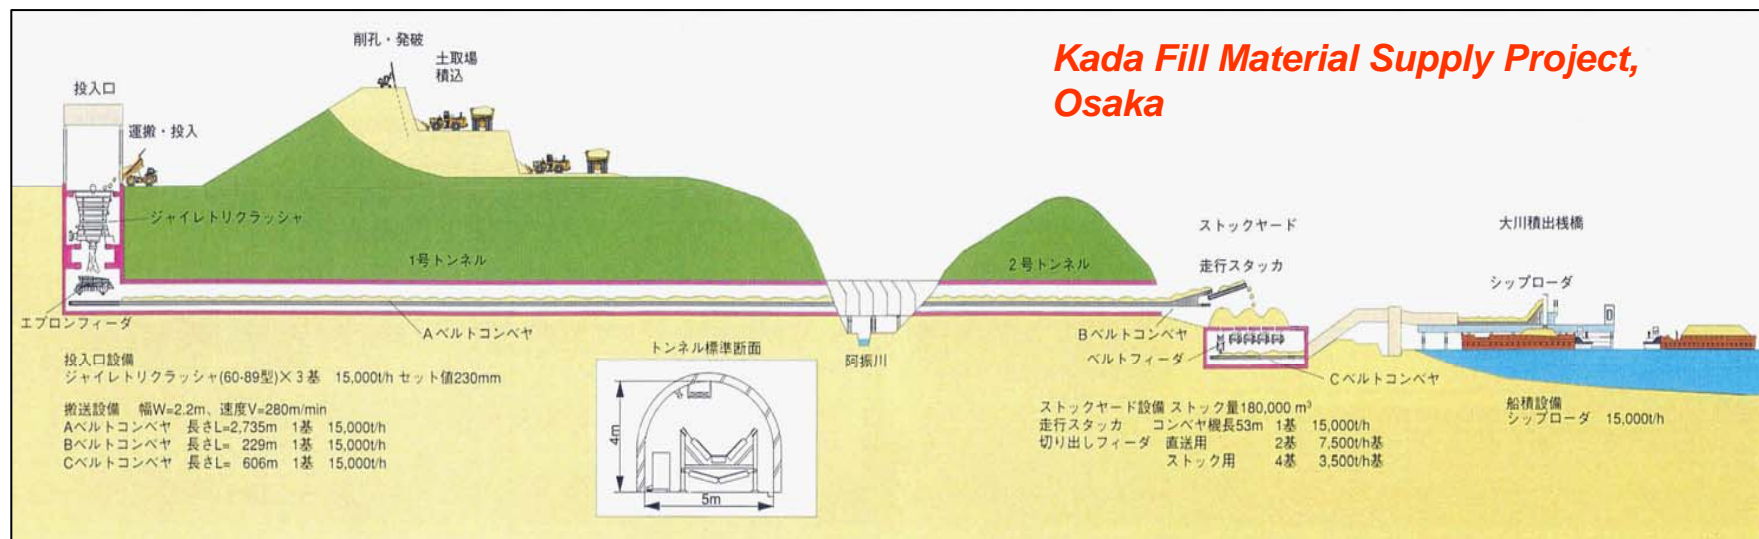 Kada Fill Material Supply Project,
Osaka
削孔・発破
土取場
積込
投入口
運搬・投入
ジャイレトリクラッシャ
1号トンネル
2号トンネル
ストックヤード
走行スタッカ
大川積出桟橋
シップローダ
エプロンフィーダ
Aベルトコンベヤ
阿振川
Bベルトコンベヤ
ベルトフィーダ
Cベルトコンベヤ
投入口設備
ジャイレトリクラッシャ(60-89型)×3基 15,000t/h セット値230mm
搬送設備 幅W=2.2m、速度V=280m/min
Aベルトコンベヤ 長さL=2,735m 1基 15,000t/h
Bベルトコンベヤ 長さL= 229m 1基 15,000t/h
Cベルトコンベヤ 長さL= 606m 1基 15,000t/h
トンネル標準断面
4m
5m
ストックヤード設備 ストック量180,000 m³
走行スタッカ コンベヤ機長53m 1基 15,000t/h
切り出しフィーダ 直送用 2基 7,500t/h基
ストック用 4基 3,500t/h基
船積設備
シップローダ 15,000t/h